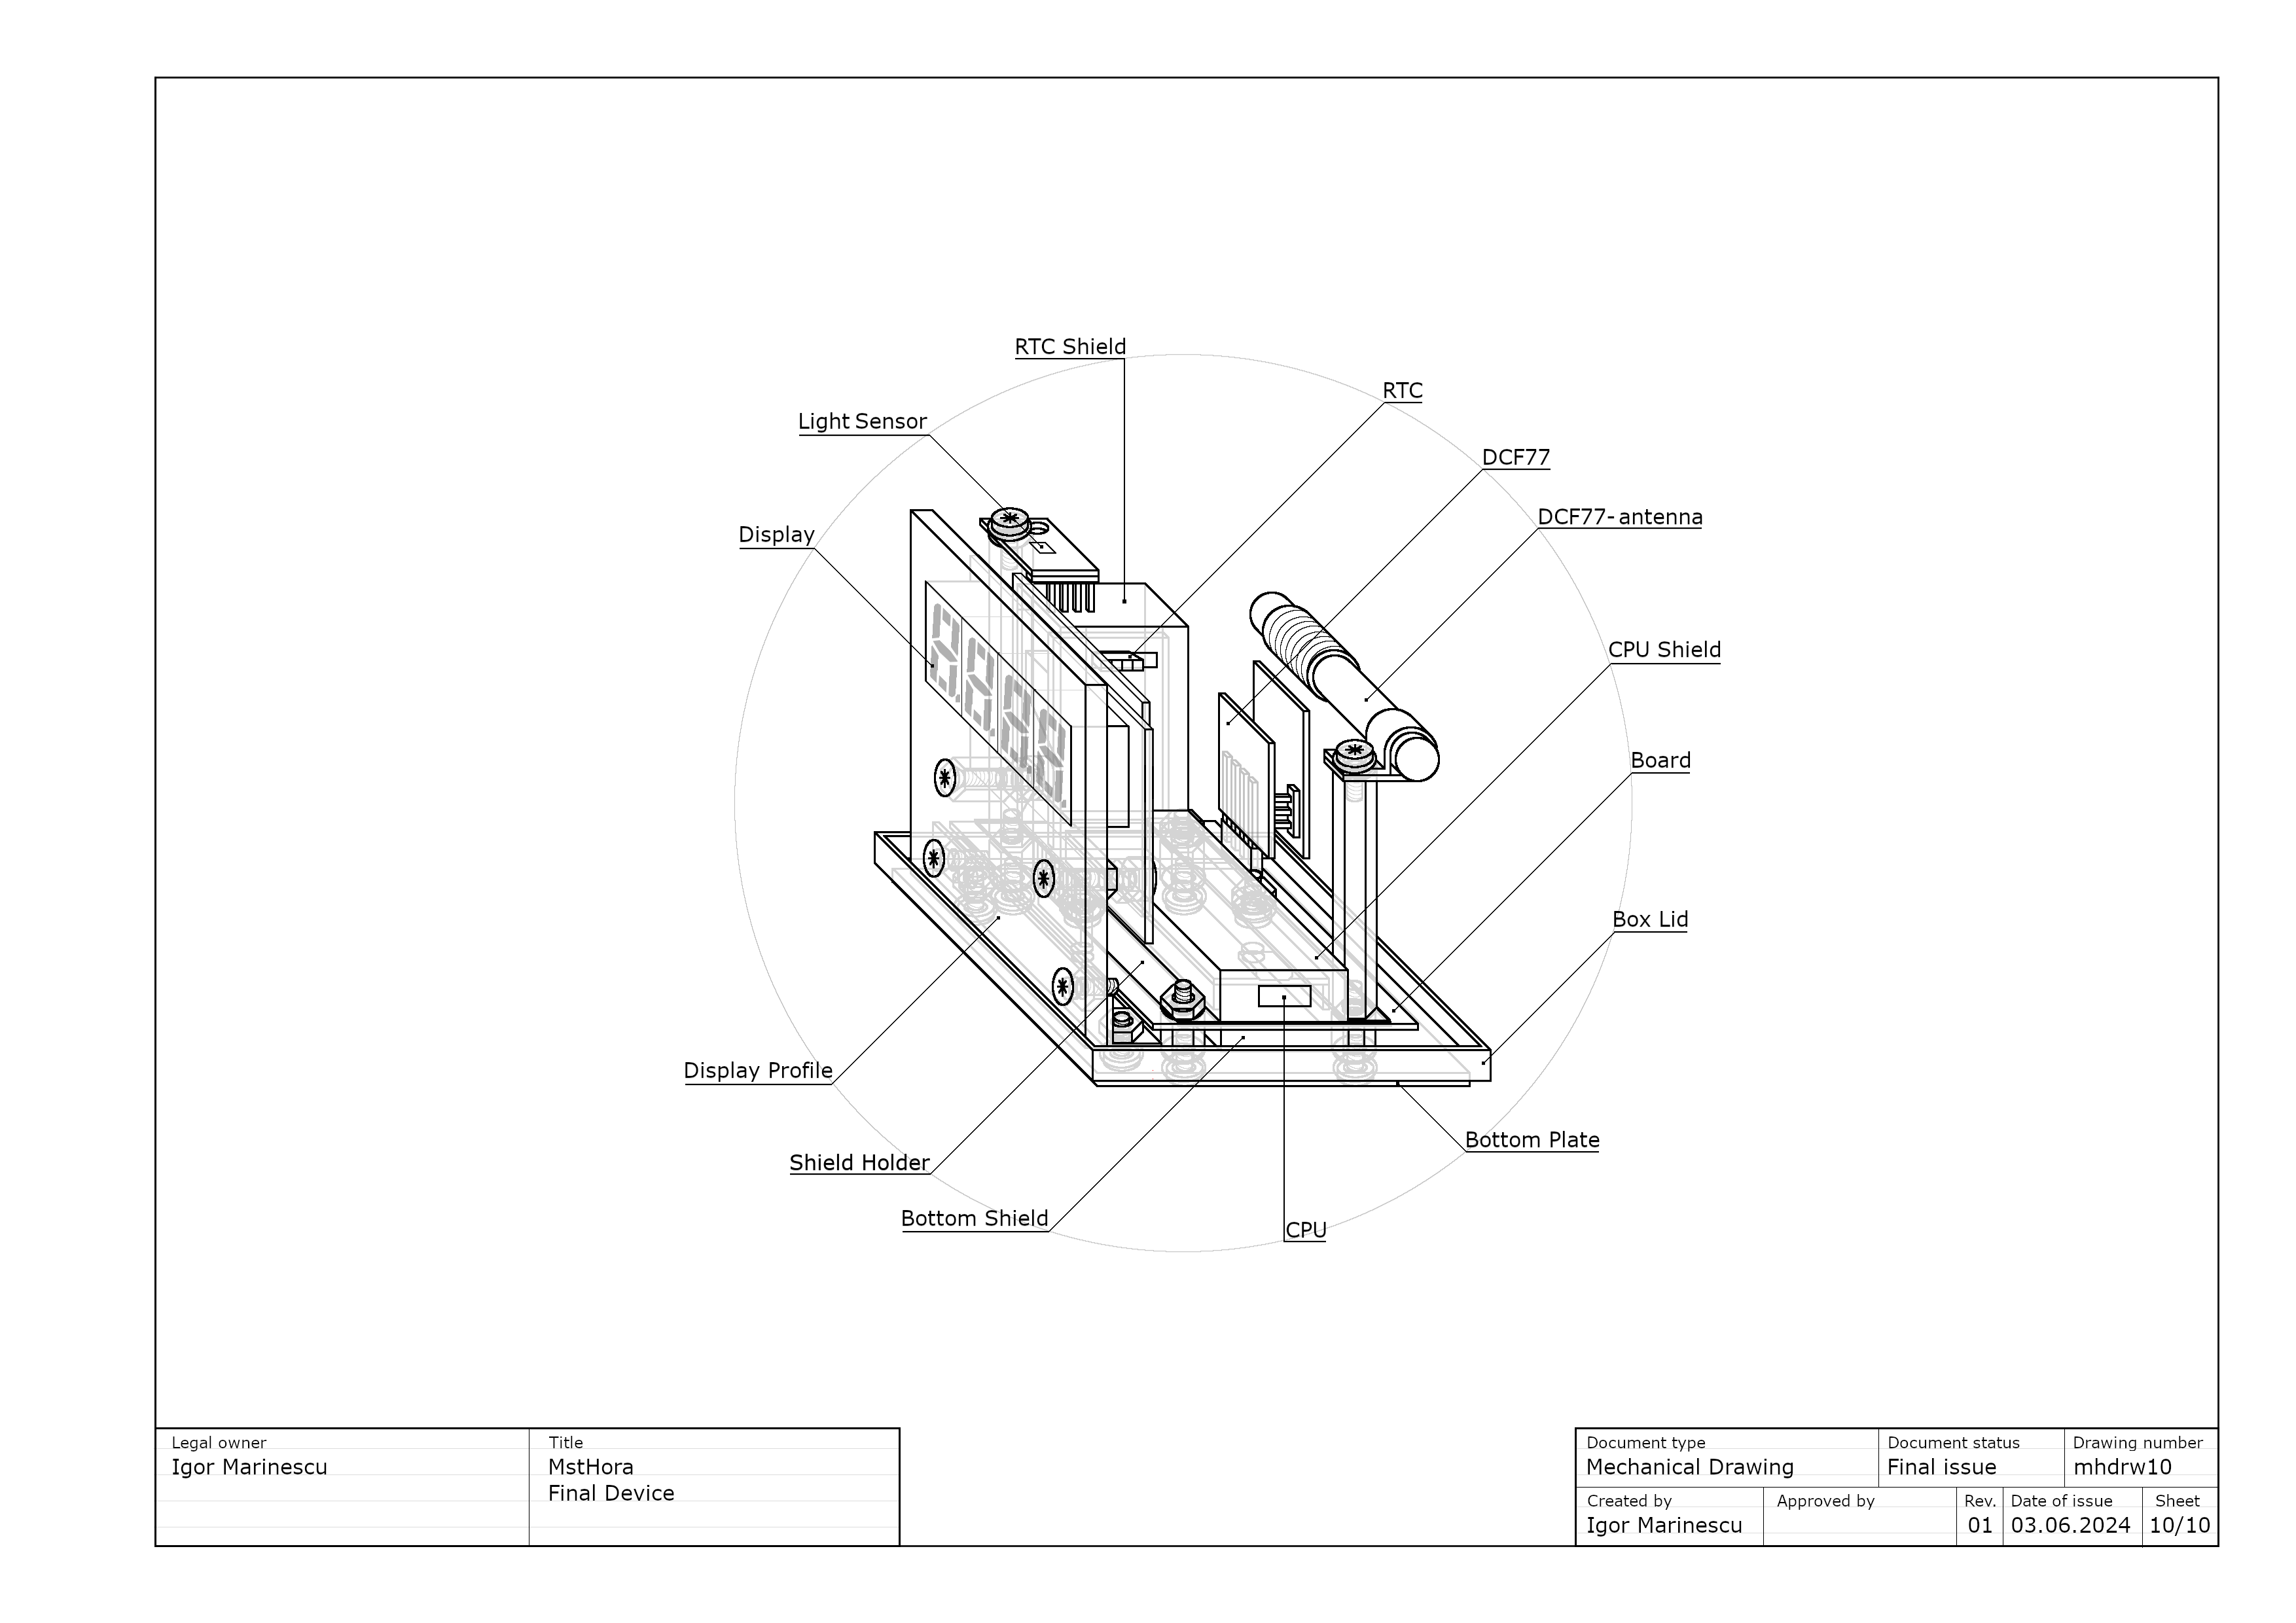 RTC Shield
RTC
Light Sensor
DCF77
DCF77-antenna
Display
CPU Shield
Board
Box Lid
Display Profile
Bottom Plate
Shield Holder
Bottom Shield
CPU
Legal owner
Igor Marinescu
Title
MstHora
Final Device
Document type
Mechanical Drawing
Document status
Final issue
Drawing number
mhdrw10
Created by
Igor Marinescu
Approved by
Rev.
01
Date of issue
03.06.2024
Sheet
10/10